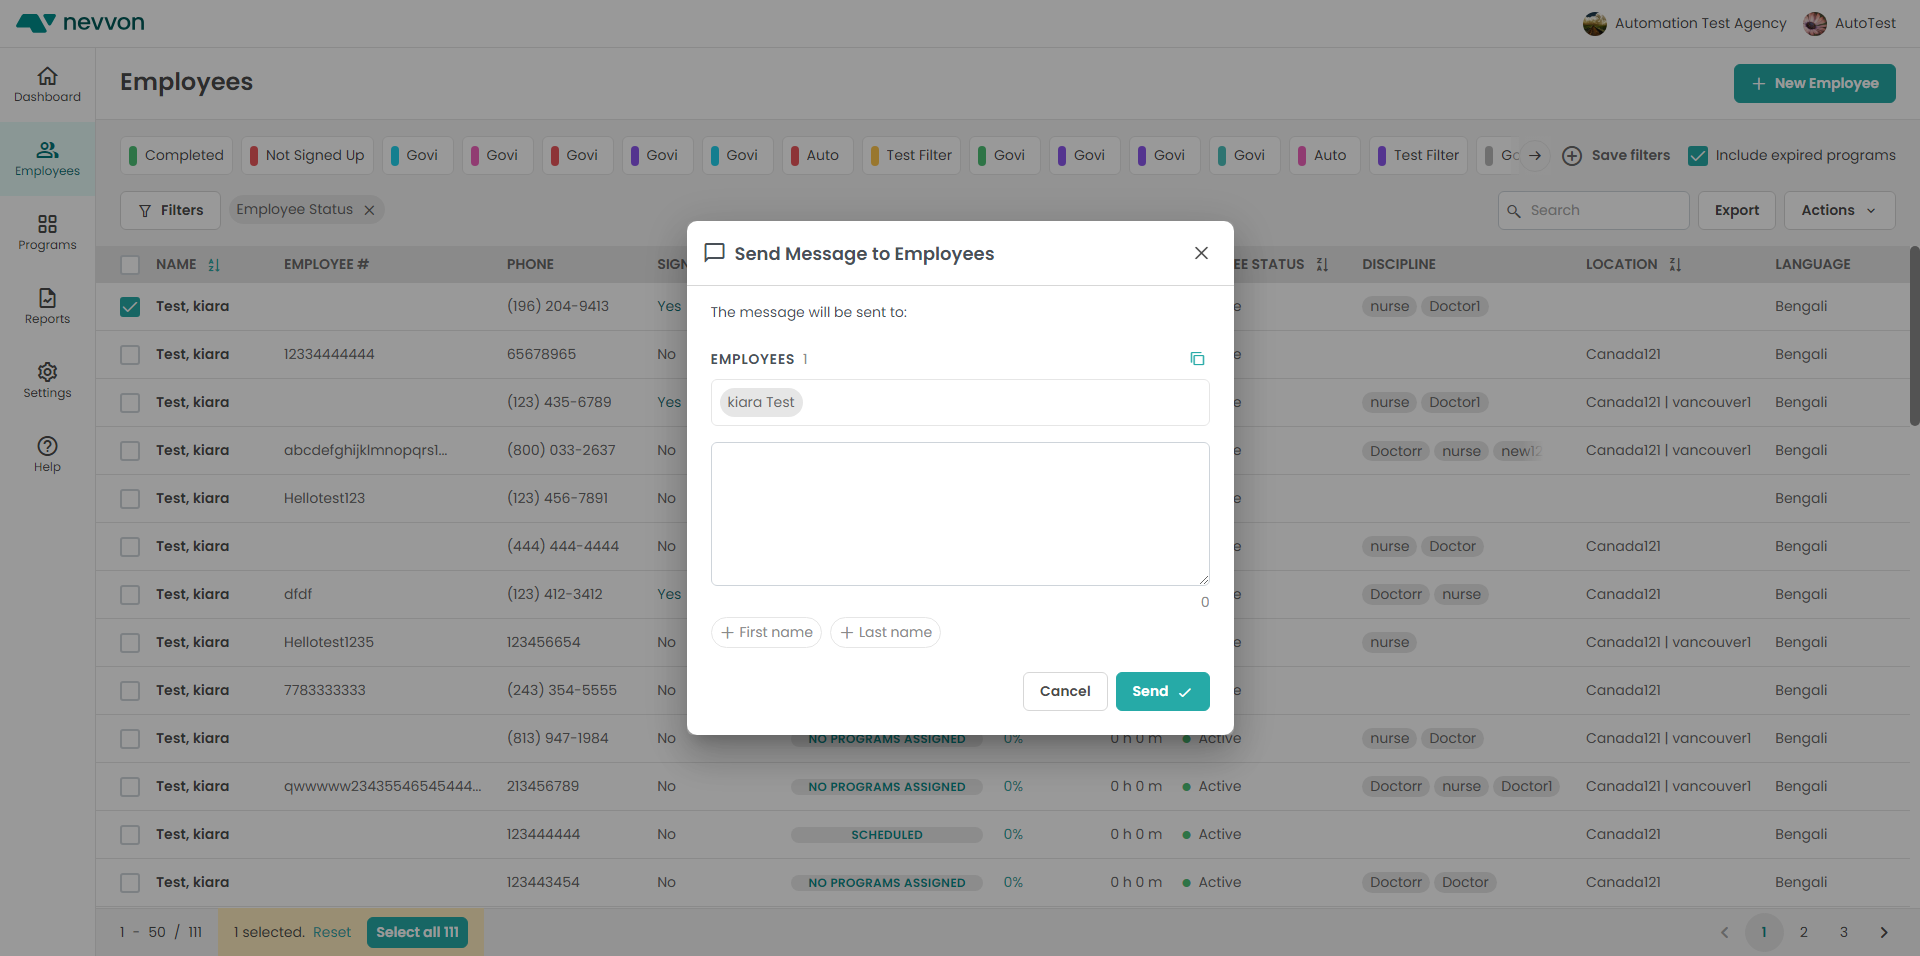 nevvon
Automation Test Agency
AutoTest
Dashboard
Employees
Programs
Reports
Settings
Help
Employees
New Employee
Completed
Not Signed Up
Govi
Govi
Govi
Govi
Govi
Auto
Test Filter
Govi
Govi
Govi
Govi
Auto
Test Filter
Save filters
Include expired programs
Filters
Employee Status
Search
Export
Actions
NAME EMPLOYEE # PHONE SIGN EE STATUS DISCIPLINE LOCATION LANGUAGE
Test, kiara (196) 204-9413 Yes e nurse Doctor1 Bengali
Test, kiara 12334444444 65678965 No e Canada121 Bengali
Test, kiara (123) 435-6789 Yes e nurse Doctor1 Canada121 | vancouver1 Bengali
Test, kiara abcdefghijklmnopqrs1... (800) 033-2637 No e Doctorr nurse new12 Canada121 | vancouver1 Bengali
Test, kiara Hellotest123 (123) 456-7891 No e Bengali
Test, kiara (444) 444-4444 No e nurse Doctor Canada121 Bengali
Test, kiara dfdf (123) 412-3412 Yes e Doctorr nurse Canada121 Bengali
Test, kiara Hellotest1235 123456654 No e nurse Canada121 | vancouver1 Bengali
Test, kiara 7783333333 (243) 354-5555 No e Canada121 Bengali
Test, kiara (813) 947-1984 No NO PROGRAMS ASSIGNED 0% 0 h 0 m Active nurse Doctor Canada121 | vancouver1 Bengali
Test, kiara qwwwww23435546545444... 213456789 No NO PROGRAMS ASSIGNED 0% 0 h 0 m Active Doctorr nurse Doctor1 Canada121 | vancouver1 Bengali
Test, kiara 123444444 No SCHEDULED 0% 0 h 0 m Active Canada121 Bengali
Test, kiara 123443454 No NO PROGRAMS ASSIGNED 0% 0 h 0 m Active Doctorr Doctor Canada121 Bengali
1 - 50 / 111
1 selected. Reset
Select all 111
1 2 3
Send Message to Employees
The message will be sent to:
EMPLOYEES 1
kiara Test
0
+ First name
+ Last name
Cancel
Send